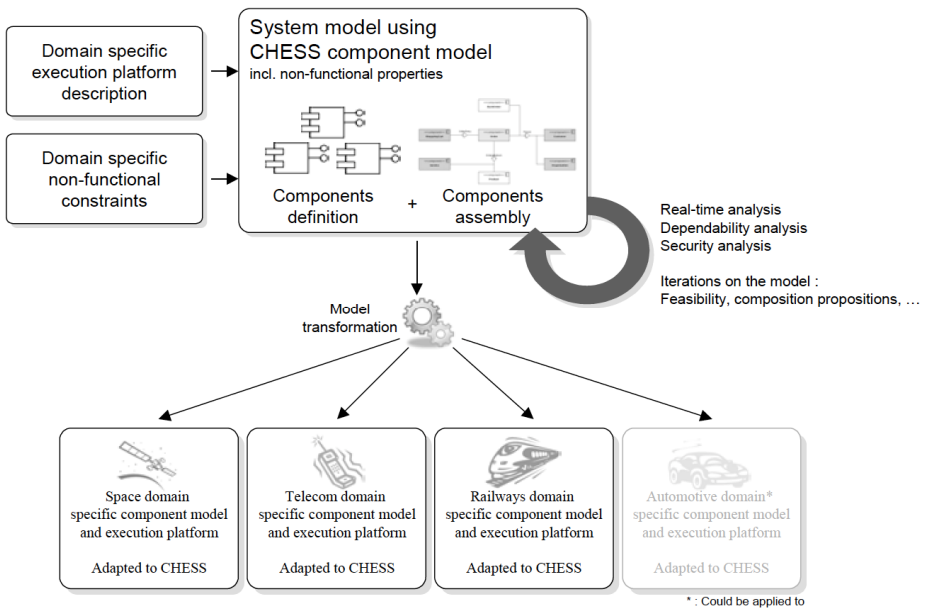 Domain specific
execution platform
description
Domain specific
non-functional
constraints
System model using
CHESS component model
incl. non-functional properties
Components
definition
+
Components
assembly
Real-time analysis
Dependability analysis
Security analysis
Iterations on the model :
Feasibility, composition propositions, …
Model
transformation
Space domain
specific component model
and execution platform
Adapted to CHESS
Telecom domain
specific component model
and execution platform
Adapted to CHESS
Railways domain
specific component model
and execution platform
Adapted to CHESS
Automotive domain*
specific component model
and execution platform
Adapted to CHESS
* : Could be applied to